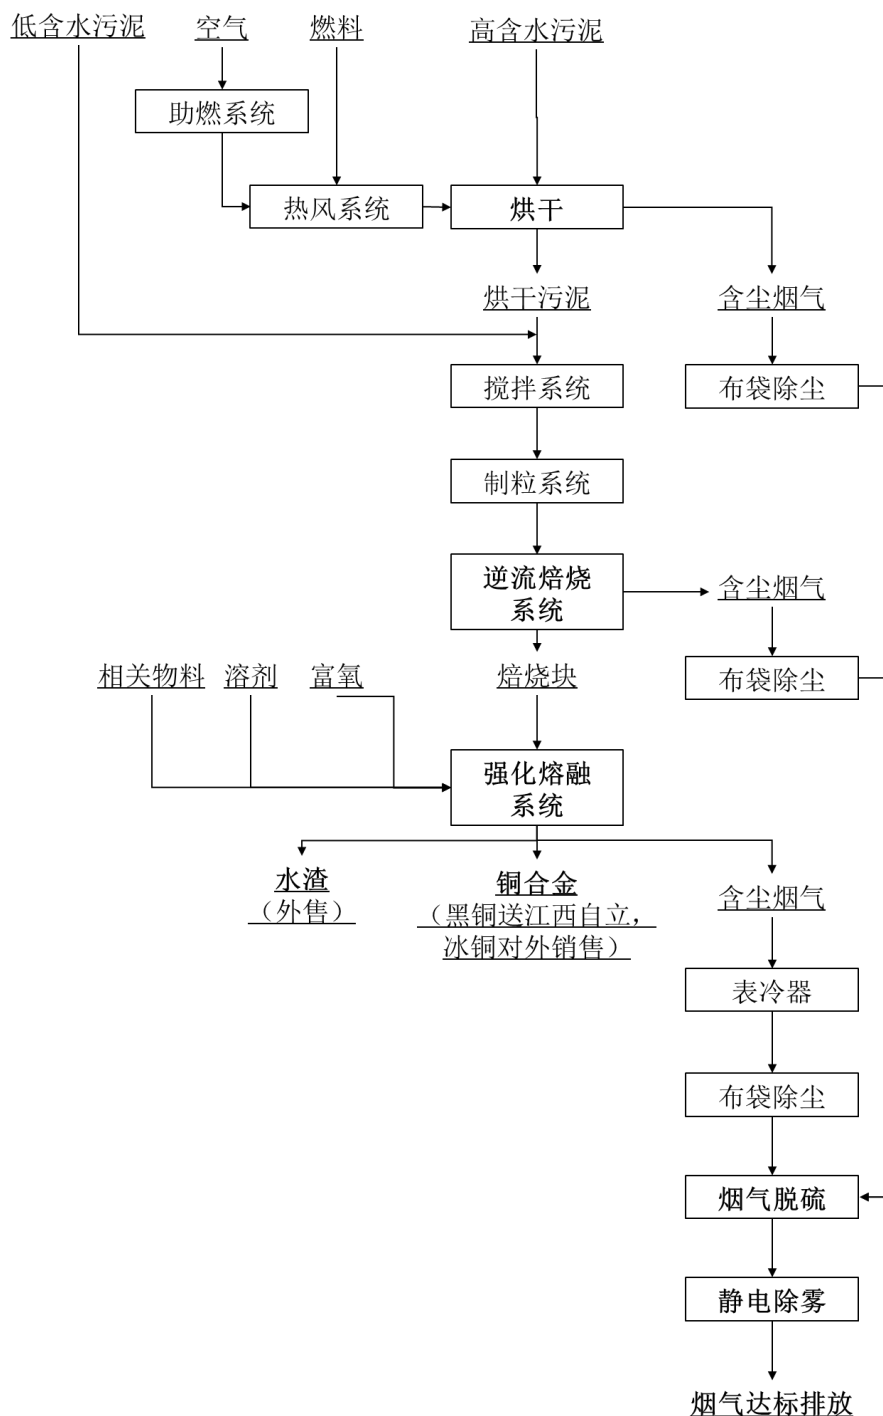 低含水污泥
空气
燃料
高含水污泥
助燃系统
热风系统
烘干
烘干污泥
含尘烟气
搅拌系统
布袋除尘
制粒系统
逆流焙烧
系统
含尘烟气
相关物料
溶剂
富氧
焙烧块
布袋除尘
强化熔融
系统
水渣
（外售）
铜合金
（黑铜送江西自立，
冰铜对外销售）
含尘烟气
表冷器
布袋除尘
烟气脱硫
静电除雾
烟气达标排放